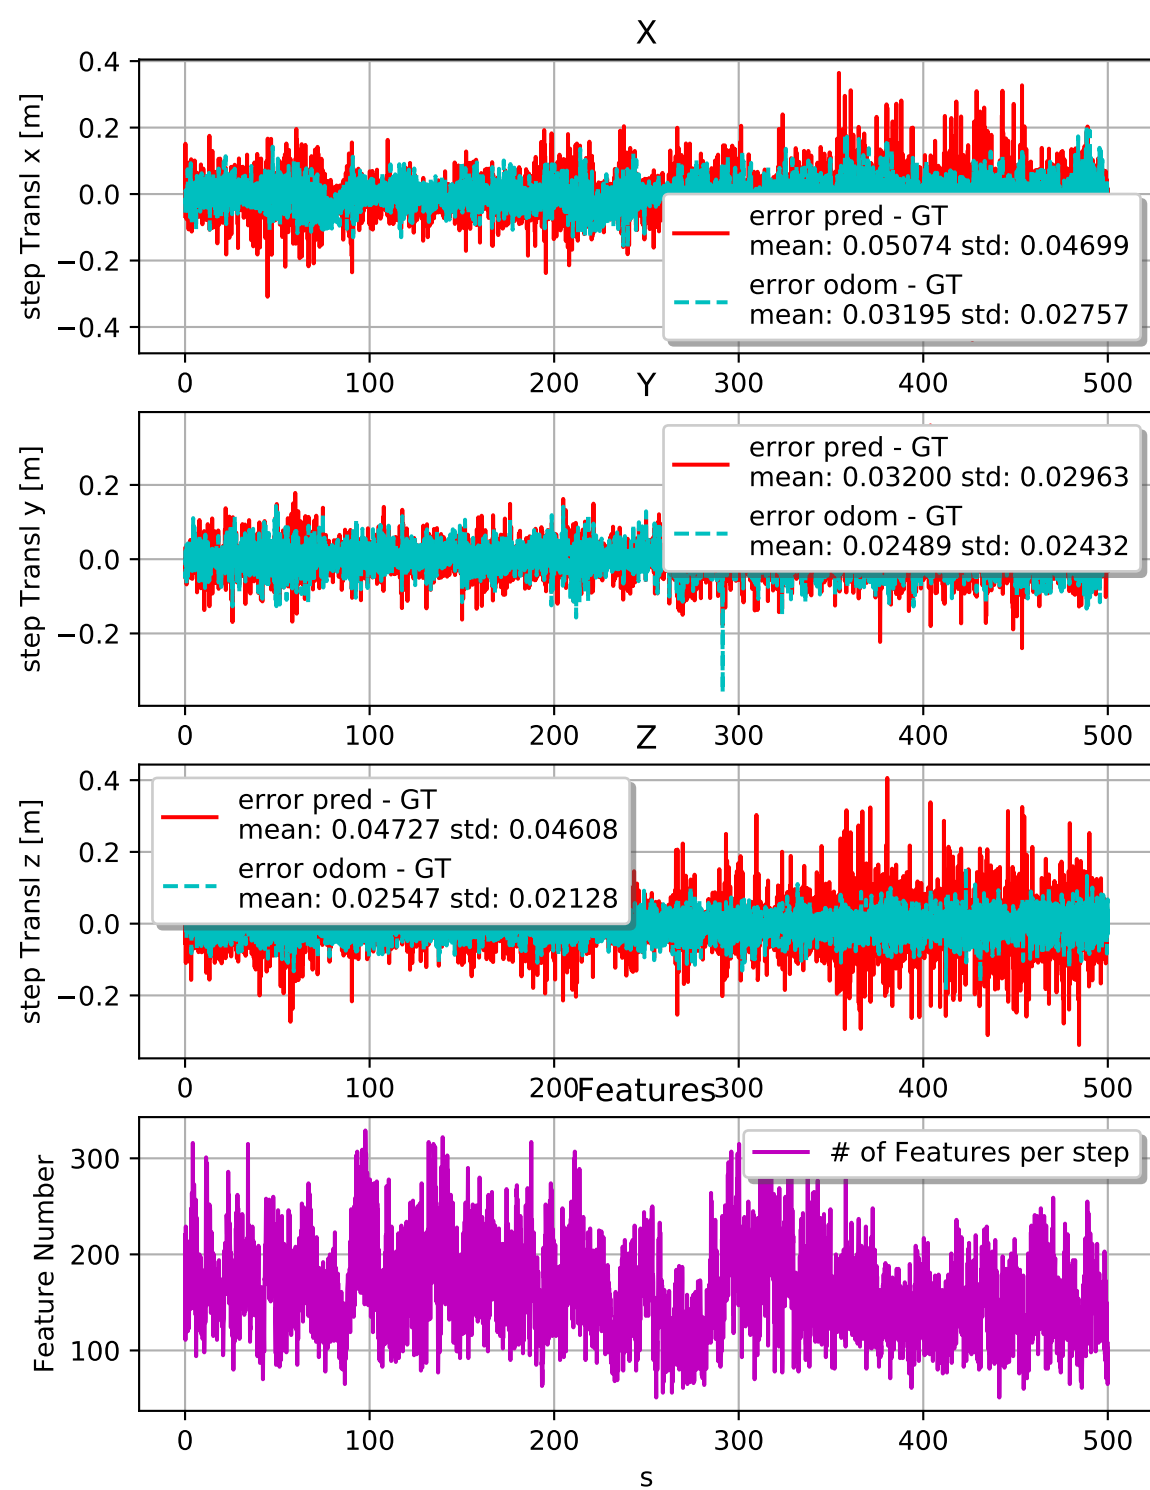 X
step Transl x [m]
0.4
0.2
0.0
−0.2
−0.4
error pred - GT
mean: 0.05074 std: 0.04699
error odom - GT
mean: 0.03195 std: 0.02757
0 100 200 300 400 500
Y
step Transl y [m]
0.2
0.0
−0.2
error pred - GT
mean: 0.03200 std: 0.02963
error odom - GT
mean: 0.02489 std: 0.02432
0 100 200 300 400 500
Z
step Transl z [m]
0.4
0.2
0.0
−0.2
error pred - GT
mean: 0.04727 std: 0.04608
error odom - GT
mean: 0.02547 std: 0.02128
0 100 200 300 400 500
Features
Feature Number
300
200
100
# of Features per step
0 100 200 300 400 500
s